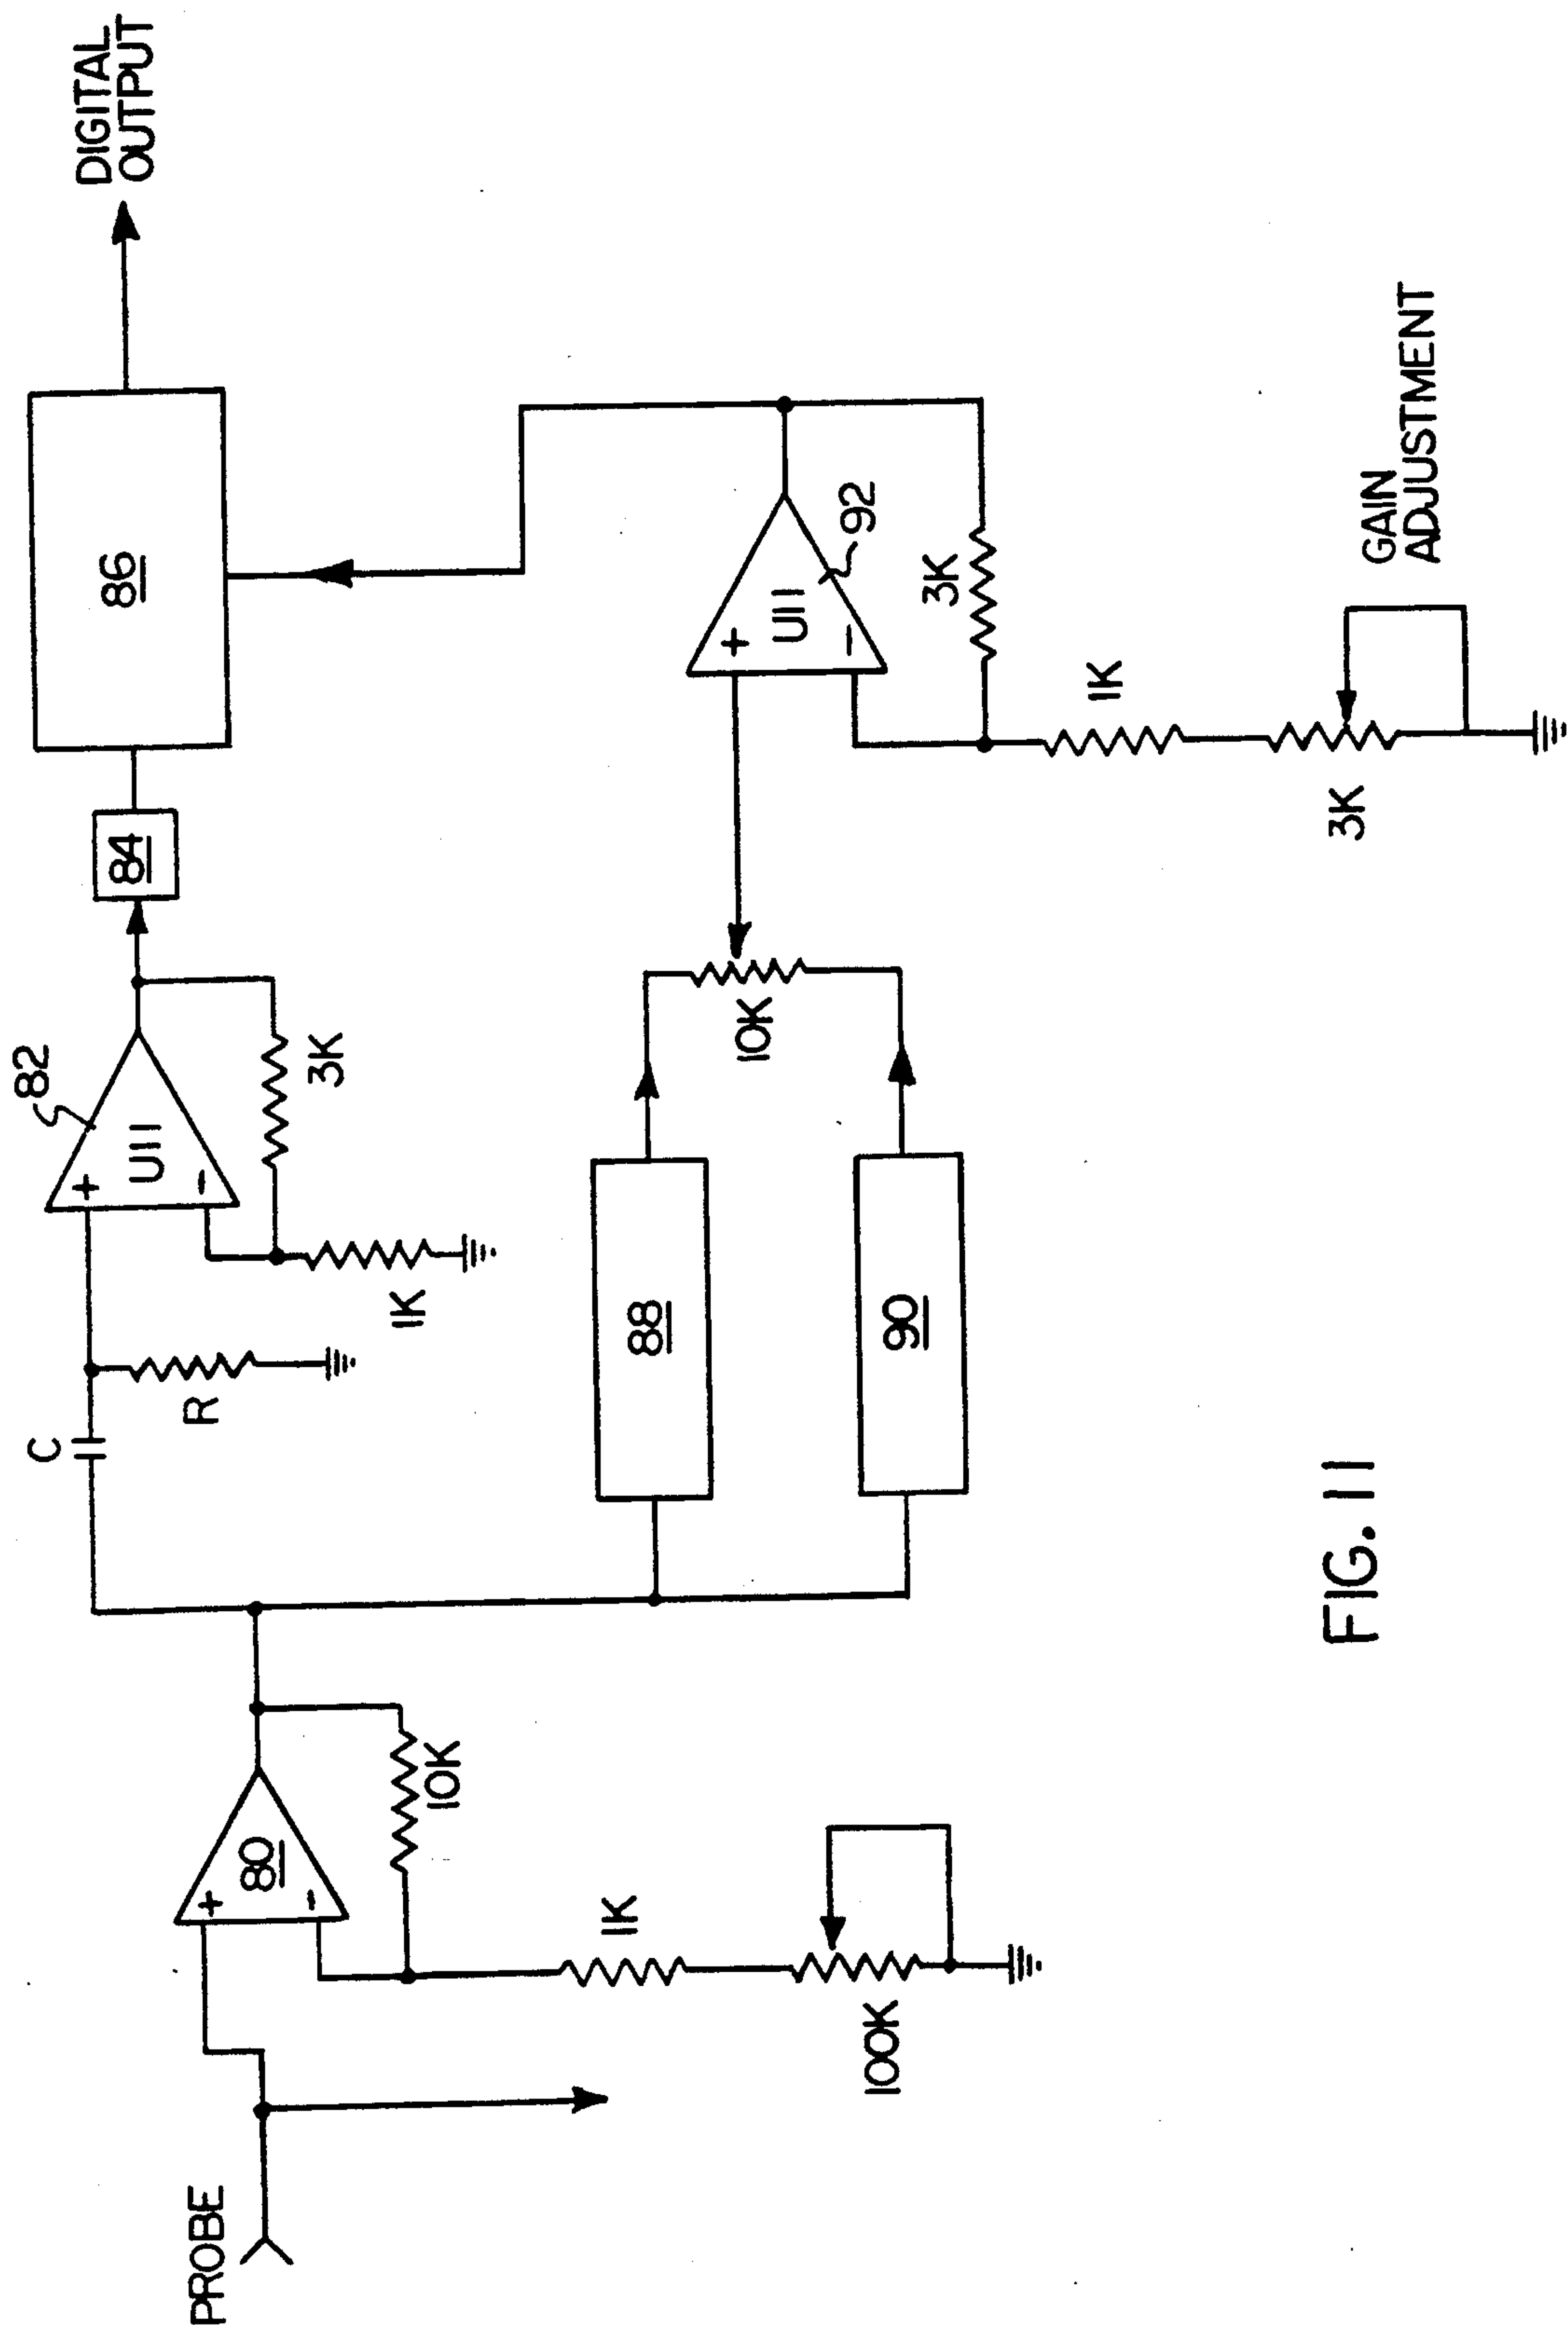 DIGITAL
OUTPUT
86
84
82
U11
+
−
3K
1K
C
R
PROBE
80
+
−
10K
1K
100K
88
90
10K
U11
92
+
−
3K
1K
3K
GAIN
ADJUSTMENT
FIG. 11